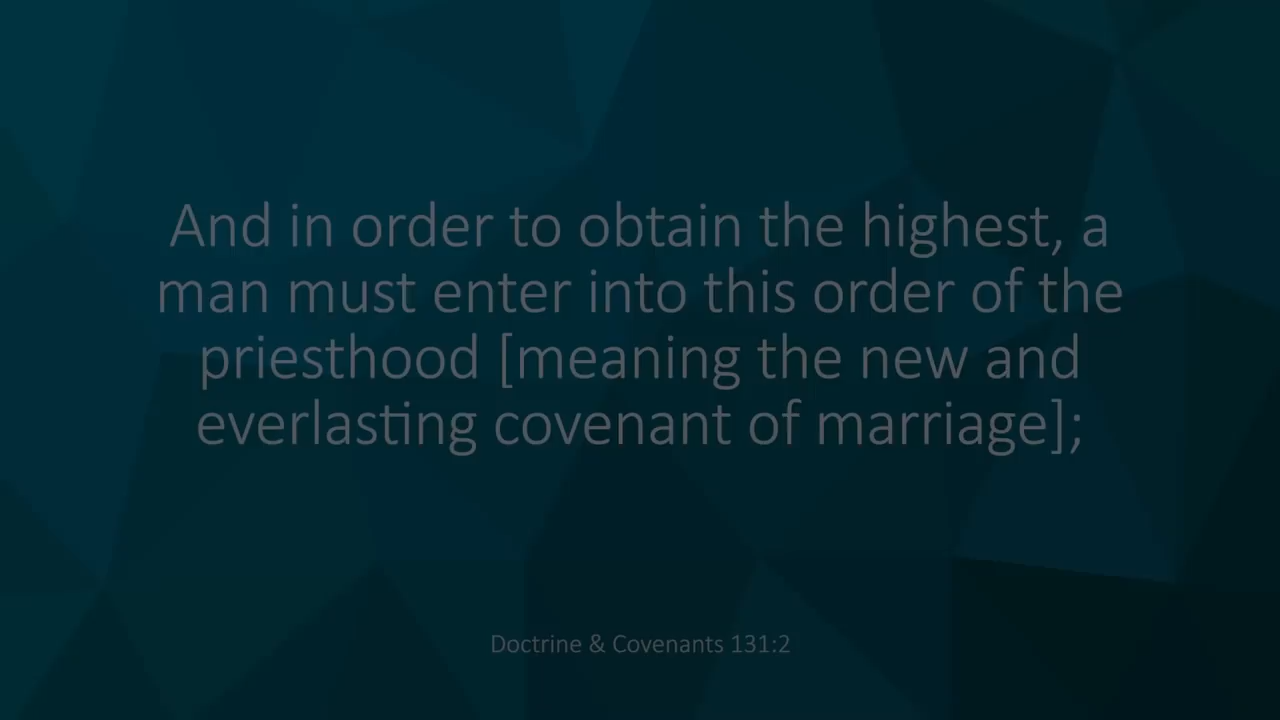 And in order to obtain the highest, a
man must enter into this order of the
priesthood [meaning the new and
everlasting covenant of marriage];
Doctrine & Covenants 131:2